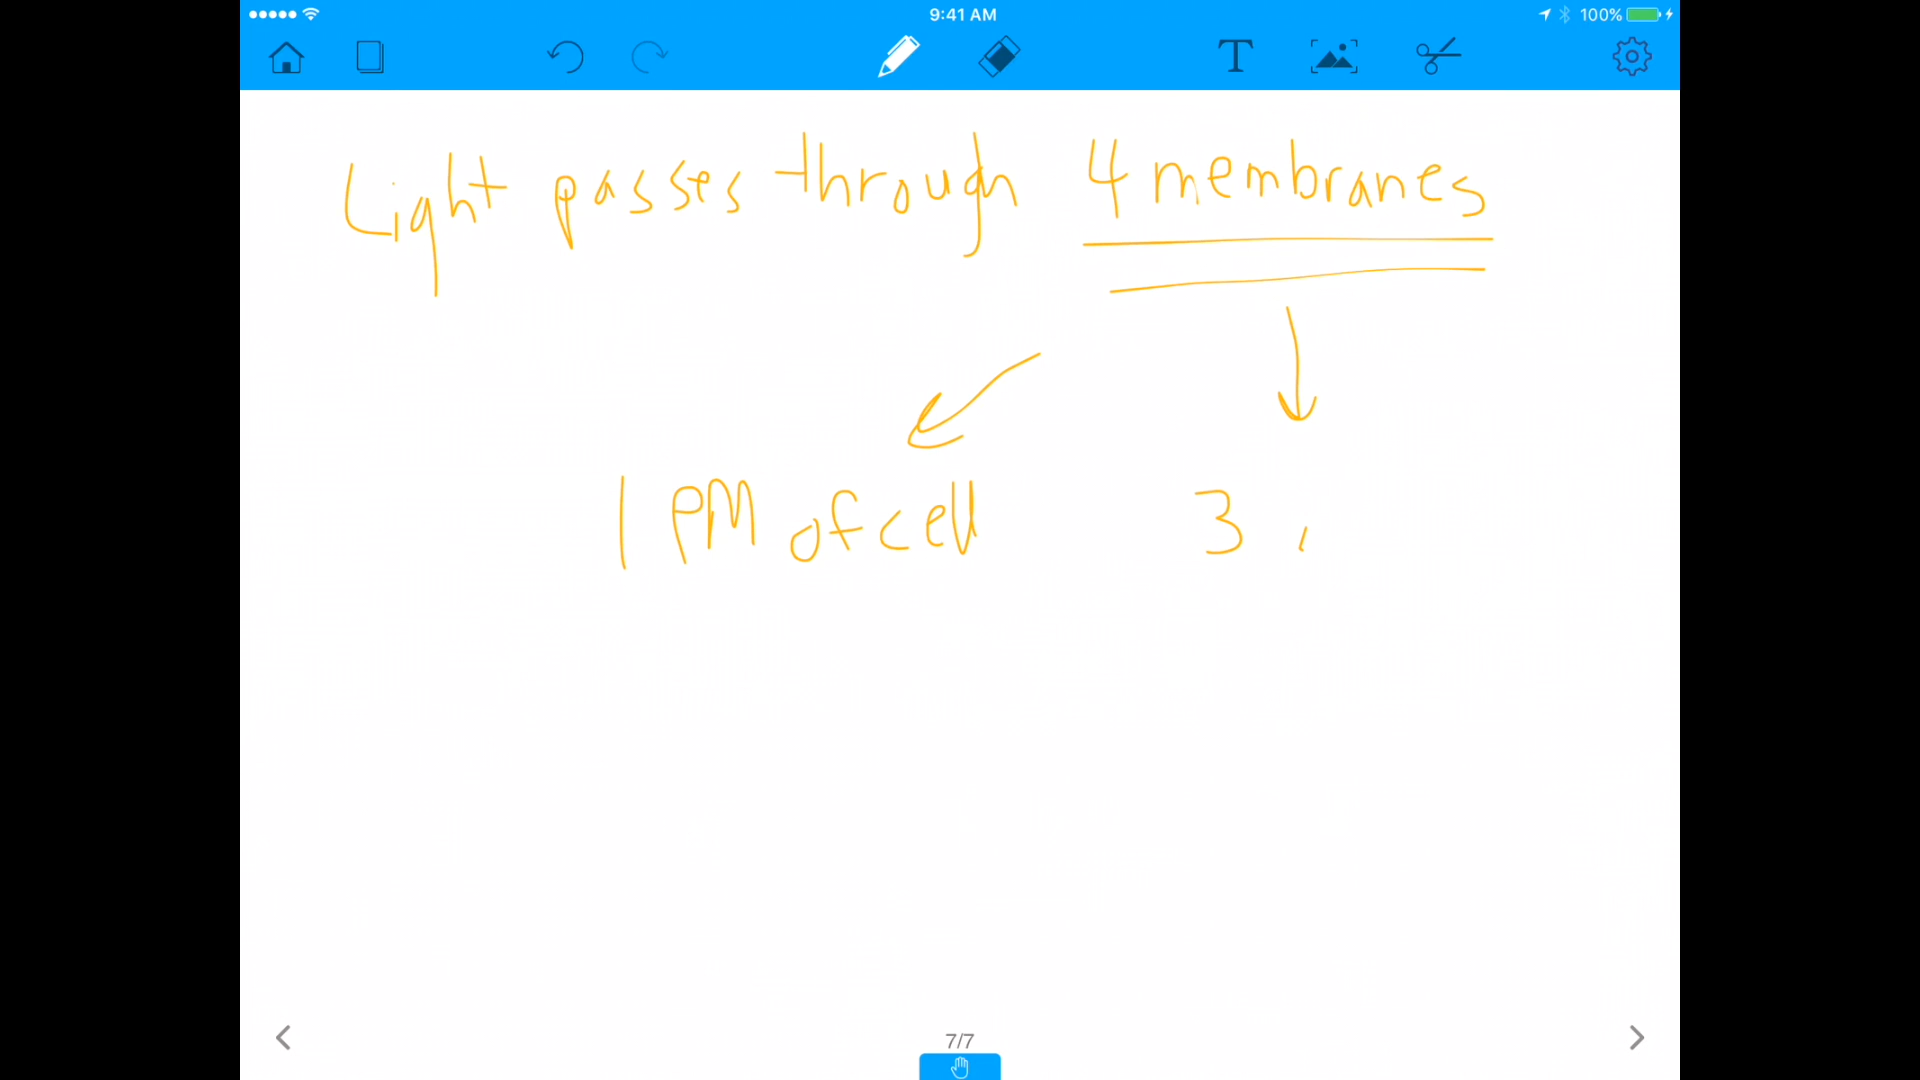 9:41 AM
100%
T
Light passes through 4 membranes
1 PM of cell 3
7/7